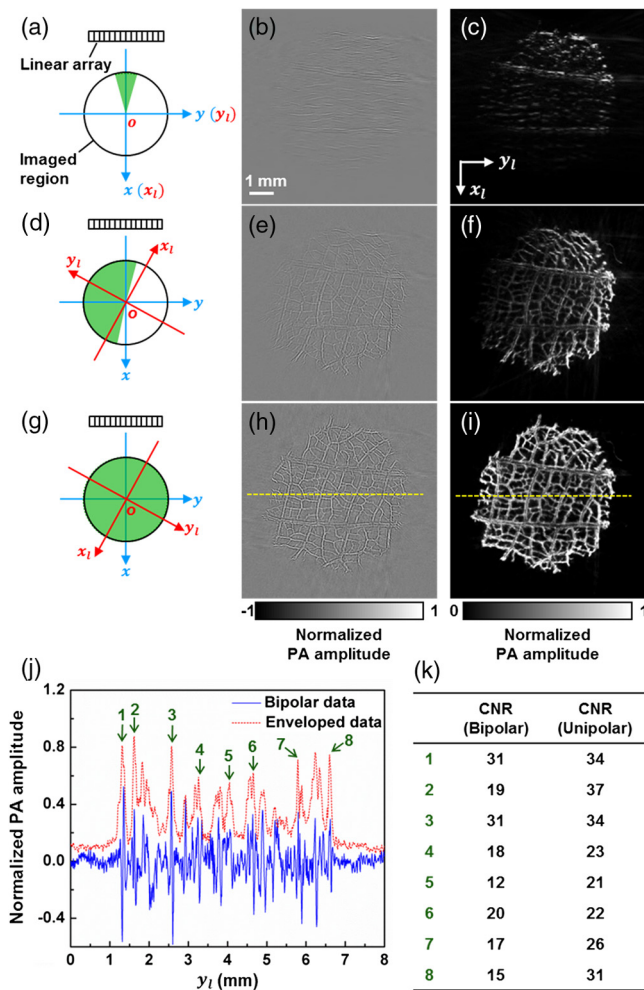 (a)
Linear array
o
y (y_l)
Imaged
region
x (x_l)
(b)
1 mm
(c)
y_l
x_l
(d)
x_l
y_l
o
y
x
(e)
(f)
(g)
o
y
y_l
x_l
x
(h)
(i)
-1 1
Normalized
PA amplitude
0 1
Normalized
PA amplitude
(j)
Normalized PA amplitude
1.2
0.8
0.4
0.0
-0.4
Bipolar data
Enveloped data
1 2 3 4 5 6 7 8
0 1 2 3 4 5 6 7 8
y_l (mm)
(k)
CNR CNR
(Bipolar) (Unipolar)
1 31 34
2 19 37
3 31 34
4 18 23
5 12 21
6 20 22
7 17 26
8 15 31